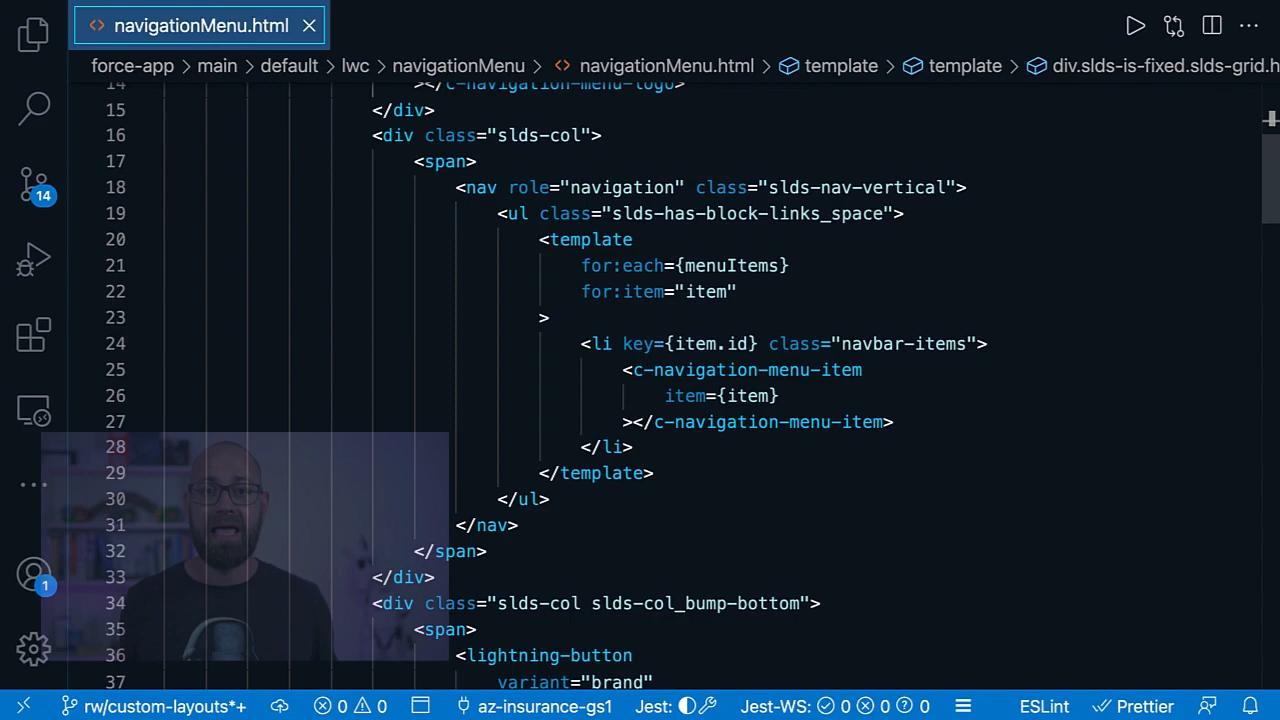 navigationMenu.html
force-app > main > default > lwc > navigationMenu > navigationMenu.html > template > template > div.slds-is-fixed.slds-grid.h
14 ></c-navigation-menu-logo>
15 </div>
16 <div class="slds-col">
17 <span>
18 <nav role="navigation" class="slds-nav-vertical">
19 <ul class="slds-has-block-links_space">
20 <template
21 for:each={menuItems}
22 for:item="item"
23 >
24 <li key={item.id} class="navbar-items">
25 <c-navigation-menu-item
26 item={item}
27 ></c-navigation-menu-item>
28 </li>
29 </template>
30 </ul>
31 </nav>
32 </span>
33 </div>
34 <div class="slds-col slds-col_bump-bottom">
35 <span>
36 <lightning-button
37 variant="brand"
14
1
rw/custom-layouts*+ 0 0 az-insurance-gs1 Jest: Jest-WS: 0 0 0 ESLint Prettier